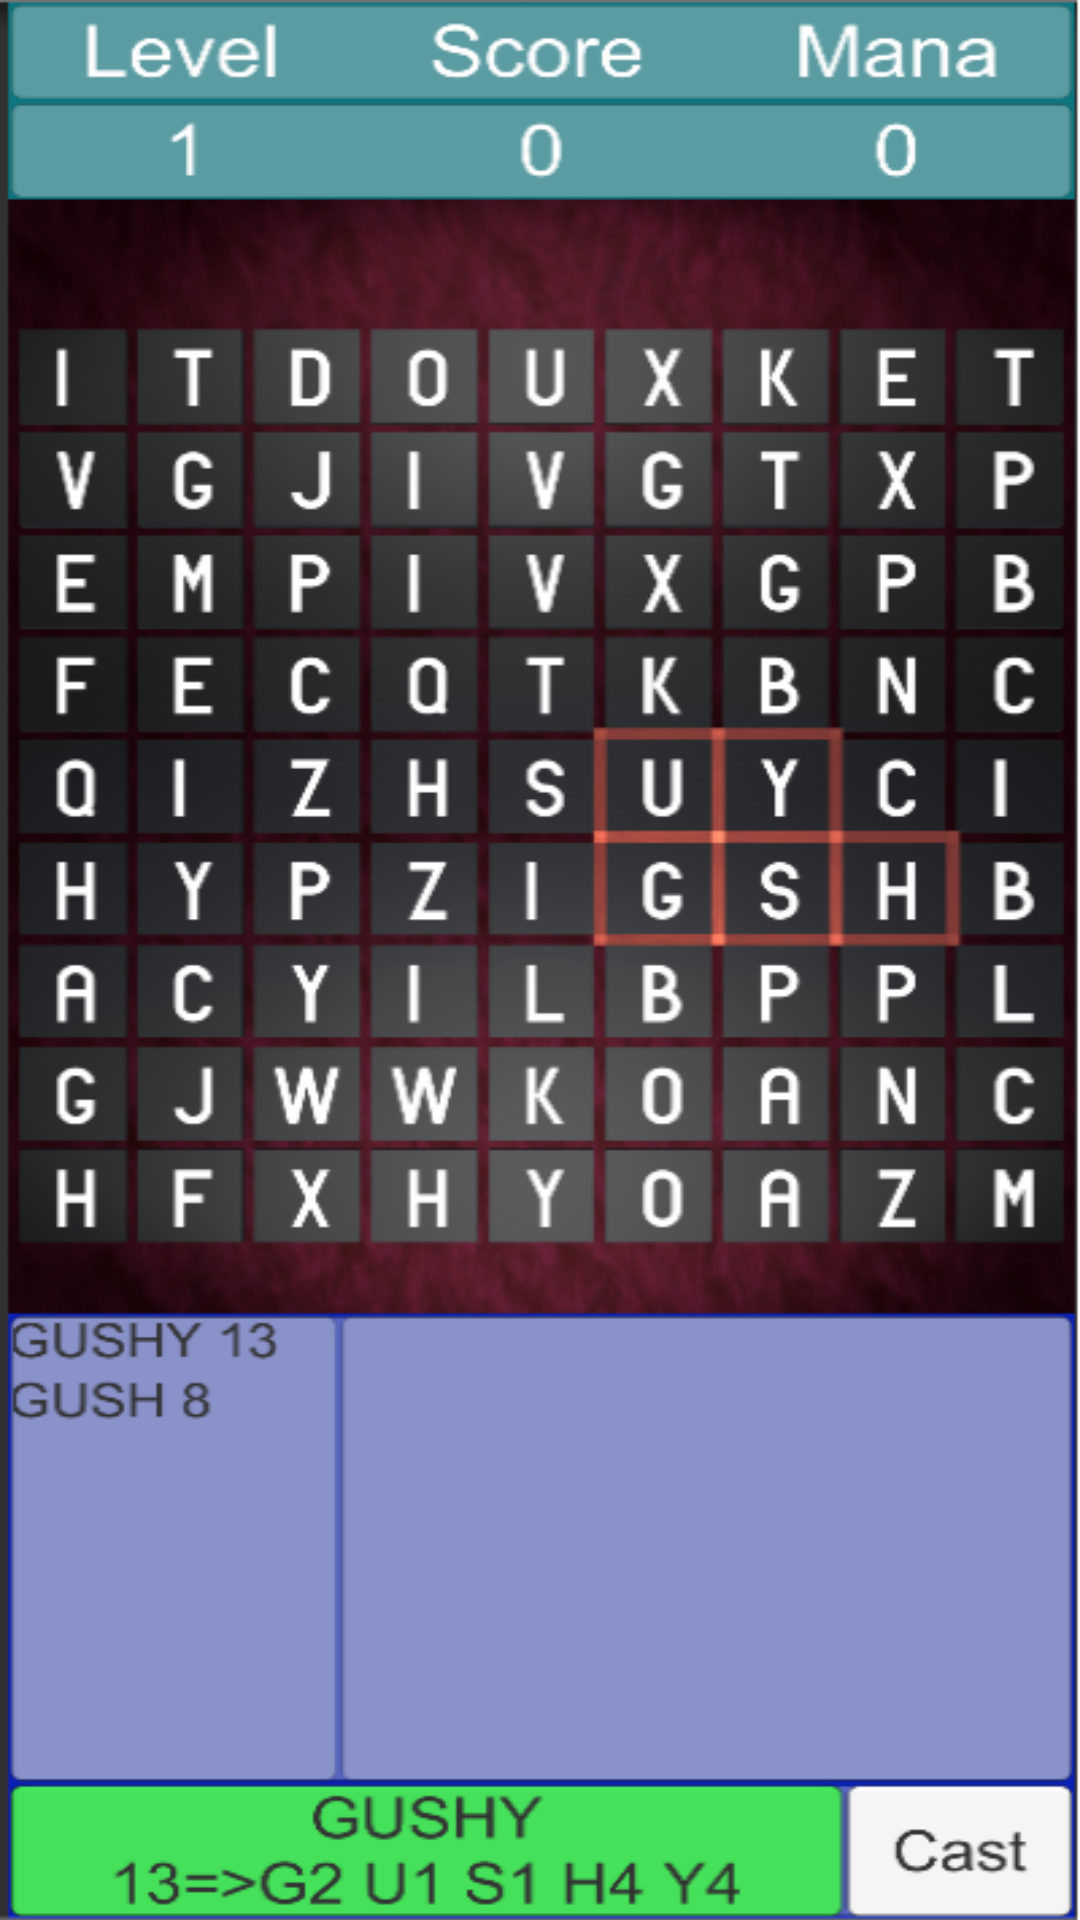 Level Score Mana
1 0 0
I T D O U X K E T
V G J I V G T X P
E M P I V X G P B
F E C Q T K B N C
Q I Z H S U Y C I
H Y P Z I G S H B
A C Y I L B P P L
G J W W K O A N C
H F X H Y O A Z M
GUSHY 13
GUSH 8
GUSHY
13=>G2 U1 S1 H4 Y4
Cast